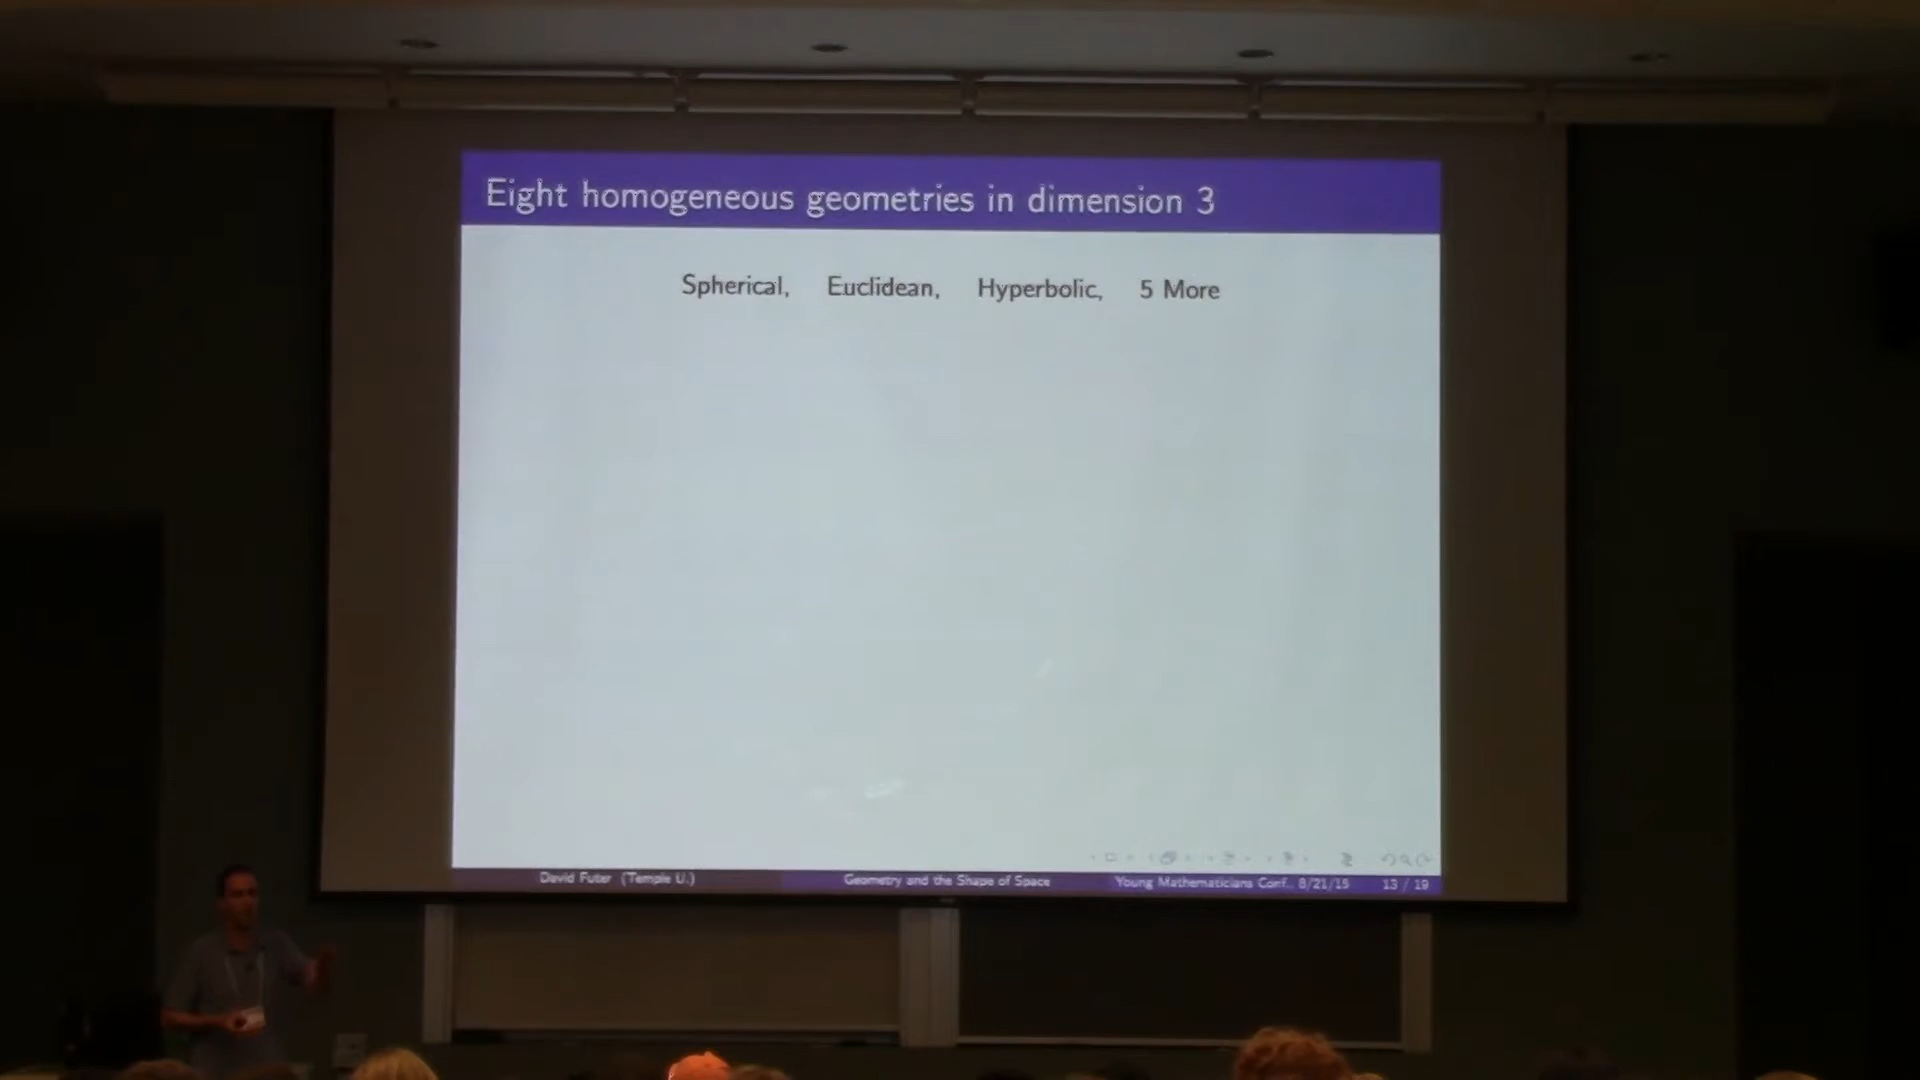 Eight homogeneous geometries in dimension 3
Spherical, Euclidean, Hyperbolic, 5 More
David Futer (Temple U.) Geometry and the Shape of Space Young Mathematicians Conf. 8/21/15 13 / 19